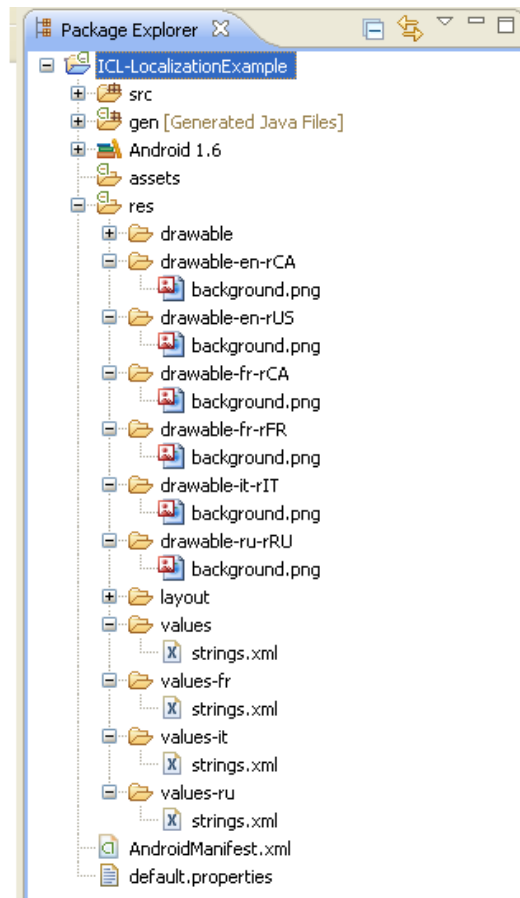 Package Explorer
ICL-LocalizationExample
src
gen [Generated Java Files]
Android 1.6
assets
res
drawable
drawable-en-rCA
background.png
drawable-en-rUS
background.png
drawable-fr-rCA
background.png
drawable-fr-rFR
background.png
drawable-it-rIT
background.png
drawable-ru-rRU
background.png
layout
values
strings.xml
values-fr
strings.xml
values-it
strings.xml
values-ru
strings.xml
AndroidManifest.xml
default.properties